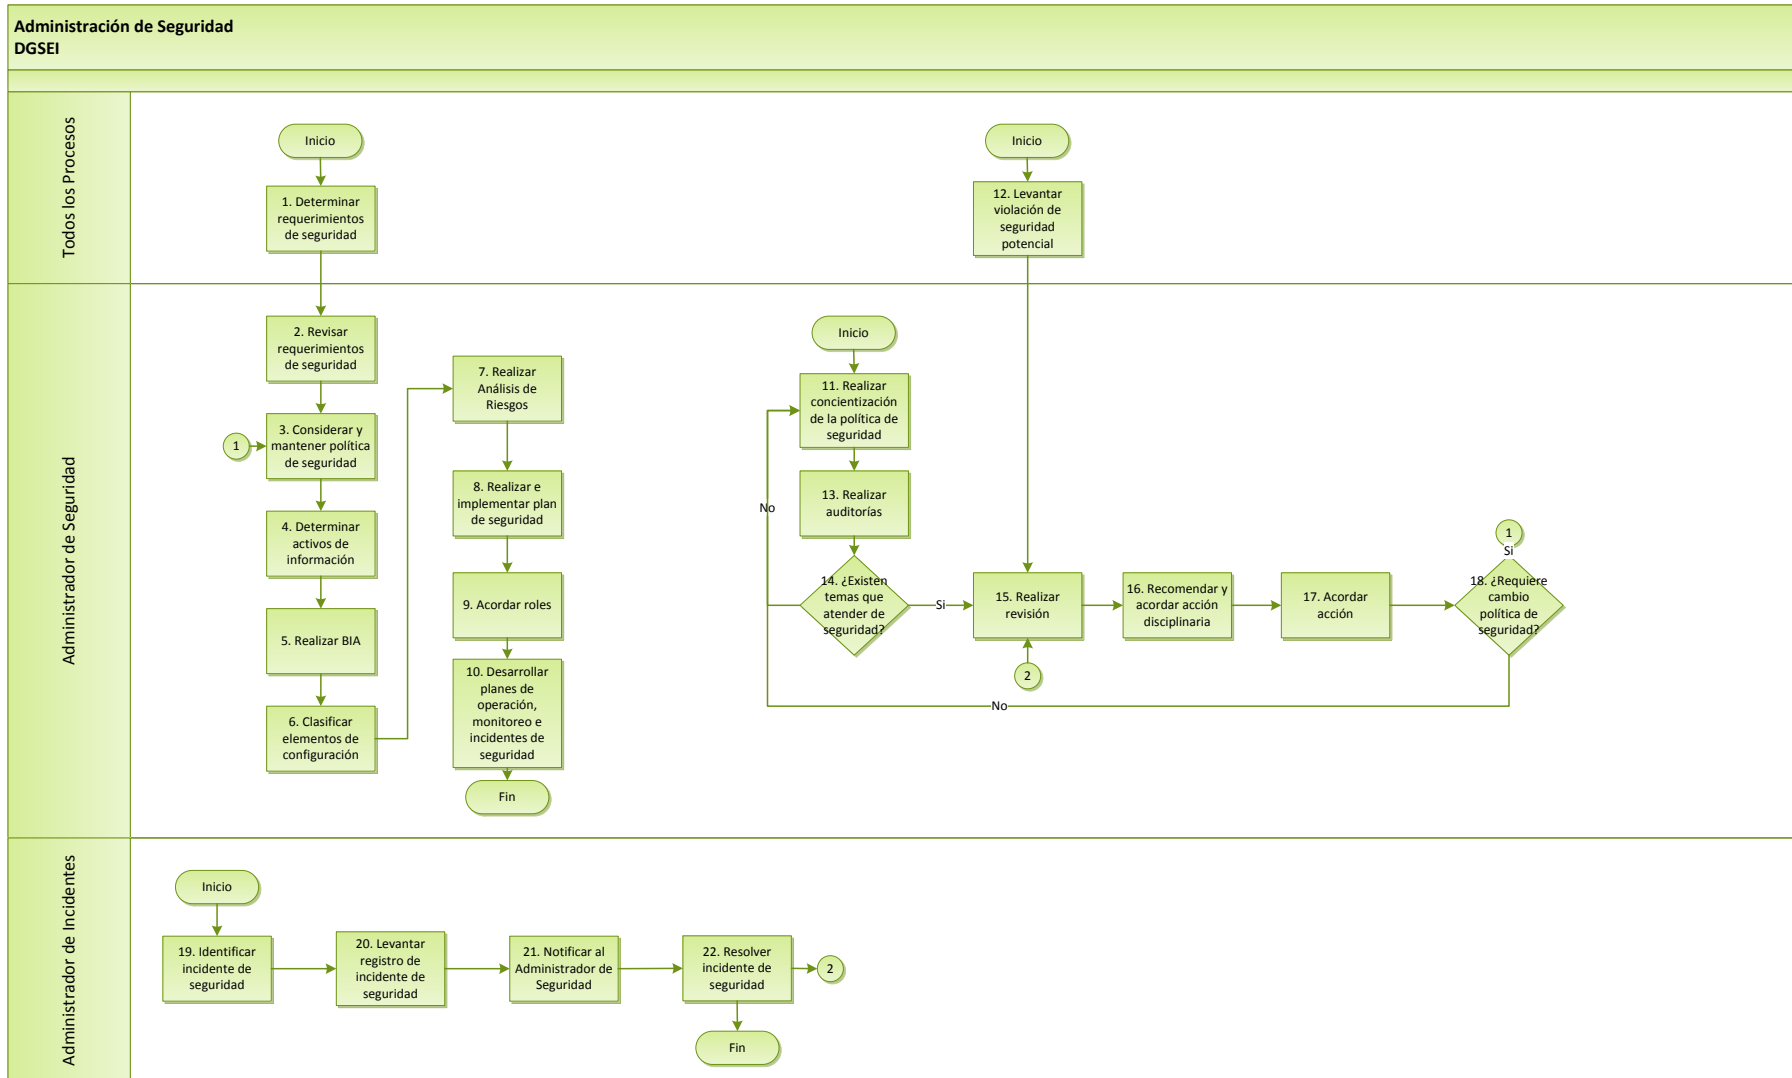 Administración de Seguridad
DGSEI
Todos los Procesos
Inicio
1. Determinar
requerimientos
de seguridad
Inicio
12. Levantar
violación de
seguridad
potencial
Administrador de Seguridad
2. Revisar
requerimientos
de seguridad
1
3. Considerar y
mantener política
de seguridad
4. Determinar
activos de
información
5. Realizar BIA
6. Clasificar
elementos de
configuración
7. Realizar
Análisis de
Riesgos
8. Realizar e
implementar plan
de seguridad
9. Acordar roles
10. Desarrollar
planes de
operación,
monitoreo e
incidentes de
seguridad
Fin
Inicio
11. Realizar
concientización
de la política de
seguridad
13. Realizar
auditorías
No
14. ¿Existen
temas que
atender de
seguridad?
Si
15. Realizar
revisión
2
16. Recomendar y
acordar acción
disciplinaria
17. Acordar
acción
1
Si
18. ¿Requiere
cambio
política de
seguridad?
No
Administrador de Incidentes
Inicio
19. Identificar
incidente de
seguridad
20. Levantar
registro de
incidente de
seguridad
21. Notificar al
Administrador de
Seguridad
22. Resolver
incidente de
seguridad
2
Fin